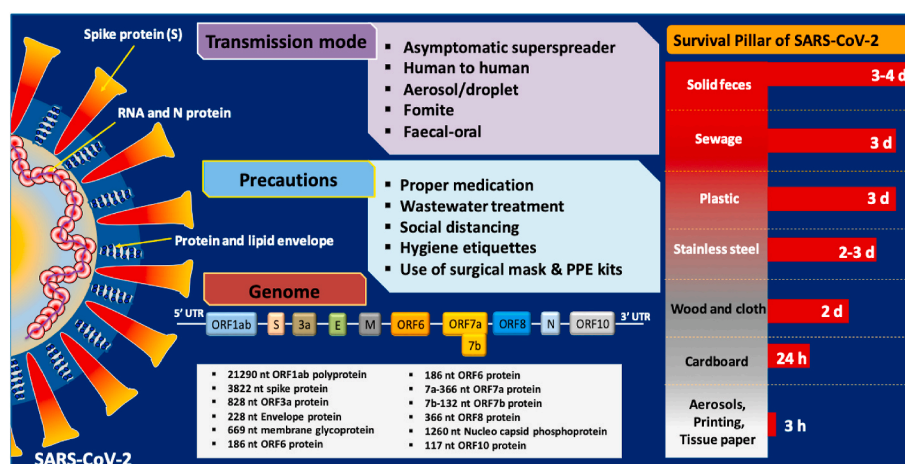 Spike protein (S)
RNA and N protein
Protein and lipid envelope
SARS-CoV-2
Transmission mode
▪ Asymptomatic superspreader
▪ Human to human
▪ Aerosol/droplet
▪ Fomite
▪ Faecal-oral
Precautions
▪ Proper medication
▪ Wastewater treatment
▪ Social distancing
▪ Hygiene etiquettes
▪ Use of surgical mask & PPE kits
Genome
5' UTR ORF1ab S 3a E M ORF6 ORF7a ORF8 N ORF10 3' UTR
7b
▪ 21290 nt ORF1ab polyprotein
▪ 3822 nt spike protein
▪ 828 nt ORF3a protein
▪ 228 nt Envelope protein
▪ 669 nt membrane glycoprotein
▪ 186 nt ORF6 protein
▪ 186 nt ORF6 protein
▪ 7a-366 nt ORF7a protein
▪ 7b-132 nt ORF7b protein
▪ 366 nt ORF8 protein
▪ 1260 nt Nucleo capsid phosphoprotein
▪ 117 nt ORF10 protein
Survival Pillar of SARS-CoV-2
Solid feces 3-4 d
Sewage 3 d
Plastic 3 d
Stainless steel 2-3 d
Wood and cloth 2 d
Cardboard 24 h
Aerosols,
Printing, 3 h
Tissue paper